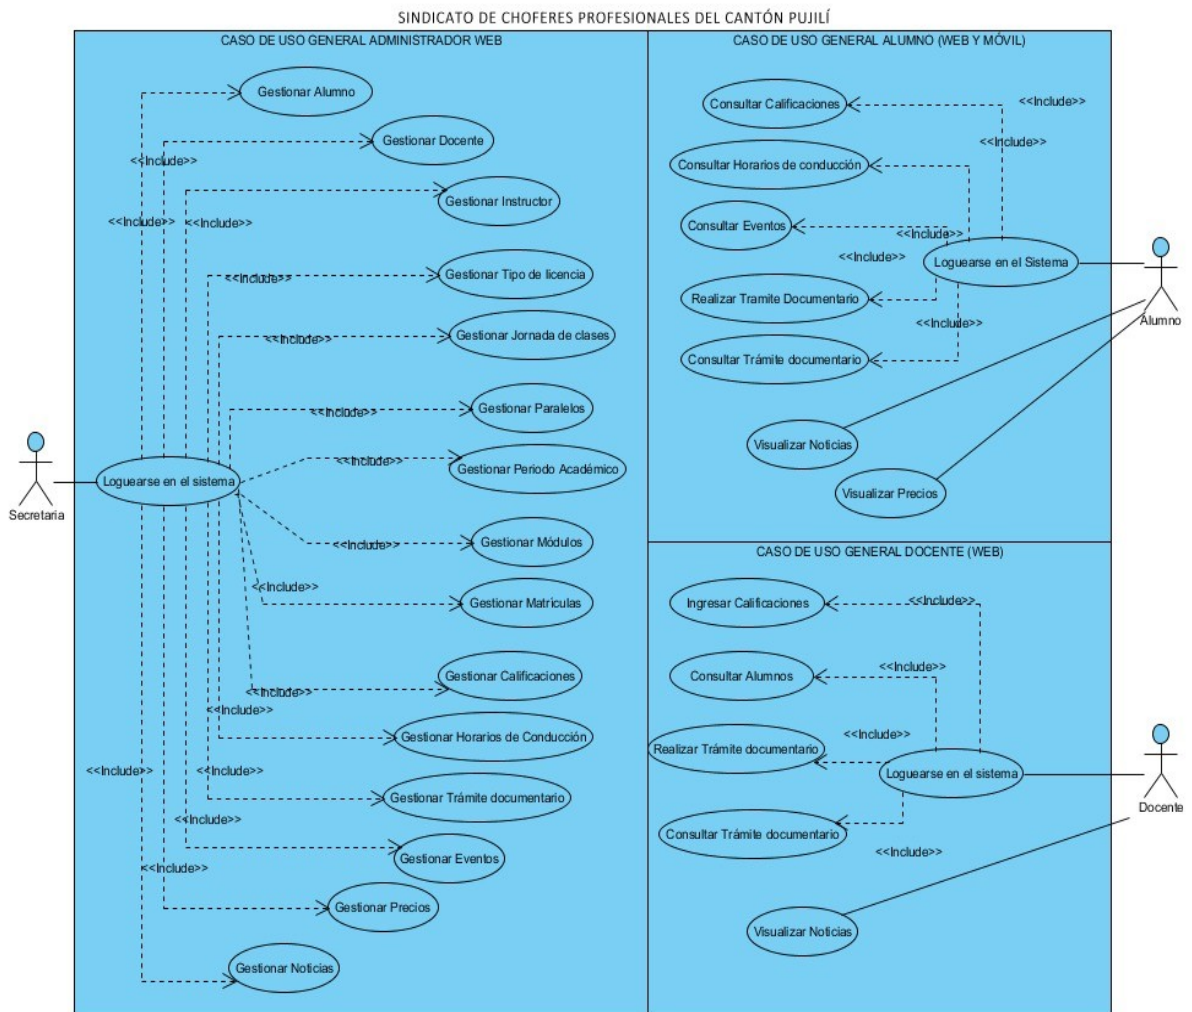 SINDICATO DE CHOFERES PROFESIONALES DEL CANTÓN PUJILÍ
CASO DE USO GENERAL ADMINISTRADOR WEB
Gestionar Alumno
<<Include>>
Gestionar Docente
<<Include>>
Gestionar Instructor
<<Include>>
<<Include>>
Gestionar Tipo de licencia
<<Include>>
Gestionar Jornada de clases
<<Include>>
Gestionar Paralelos
<<Include>>
Gestionar Periodo Académico
<<Include>>
Loguearse en el sistema
Secretaria
Gestionar Módulos
<<Include>>
Gestionar Matrículas
<<Include>>
Gestionar Calificaciones
<<Include>>
Gestionar Horarios de Conducción
<<Include>>
Gestionar Trámite documentario
<<Include>>
<<Include>>
Gestionar Eventos
<<Include>>
Gestionar Precios
Gestionar Noticias
CASO DE USO GENERAL ALUMNO (WEB Y MÓVIL)
Consultar Calificaciones
<<Include>>
<<Include>>
Consultar Horarios de conducción
Consultar Eventos
<<Include>>
<<Include>>
Loguearse en el Sistema
Realizar Tramite Documentario
<<Include>>
Alumno
Consultar Trámite documentario
Visualizar Noticias
Visualizar Precios
CASO DE USO GENERAL DOCENTE (WEB)
Ingresar Calificaciones
<<Include>>
Consultar Alumnos
<<Include>>
Realizar Trámite documentario
<<Include>>
Loguearse en el sistema
Docente
Consultar Trámite documentario
<<Include>>
Visualizar Noticias